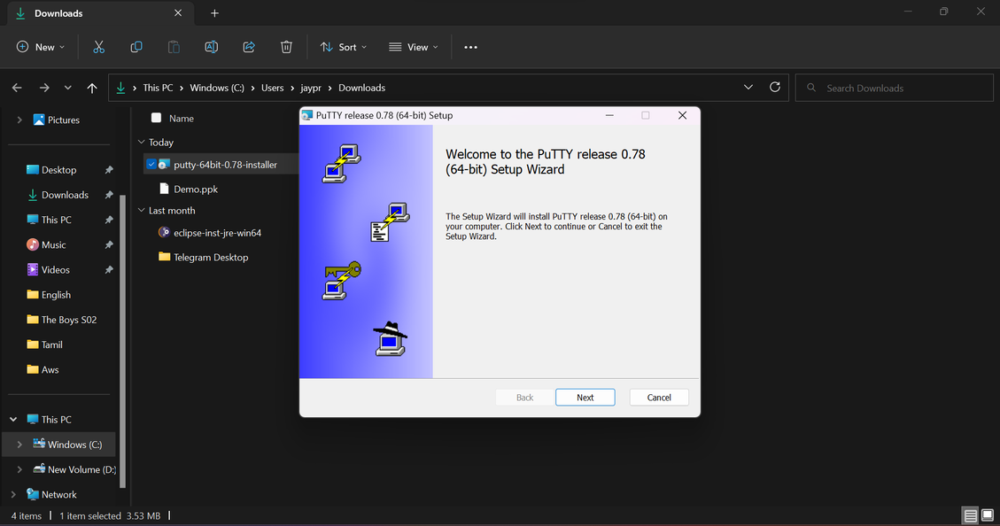 Downloads
New
Sort
View
This PC
Windows (C:)
Users
jaypr
Downloads
Search Downloads
Pictures
Desktop
Downloads
This PC
Music
Videos
English
The Boys S02
Tamil
Aws
This PC
Windows (C:)
New Volume (D:)
Network
Name
Today
putty-64bit-0.78-installer
Demo.ppk
Last month
eclipse-inst-jre-win64
Telegram Desktop
PuTTY release 0.78 (64-bit) Setup
Welcome to the PuTTY release 0.78
(64-bit) Setup Wizard
The Setup Wizard will install PuTTY release 0.78 (64-bit) on
your computer. Click Next to continue or Cancel to exit the
Setup Wizard.
Back
Next
Cancel
4 items
1 item selected 3.53 MB